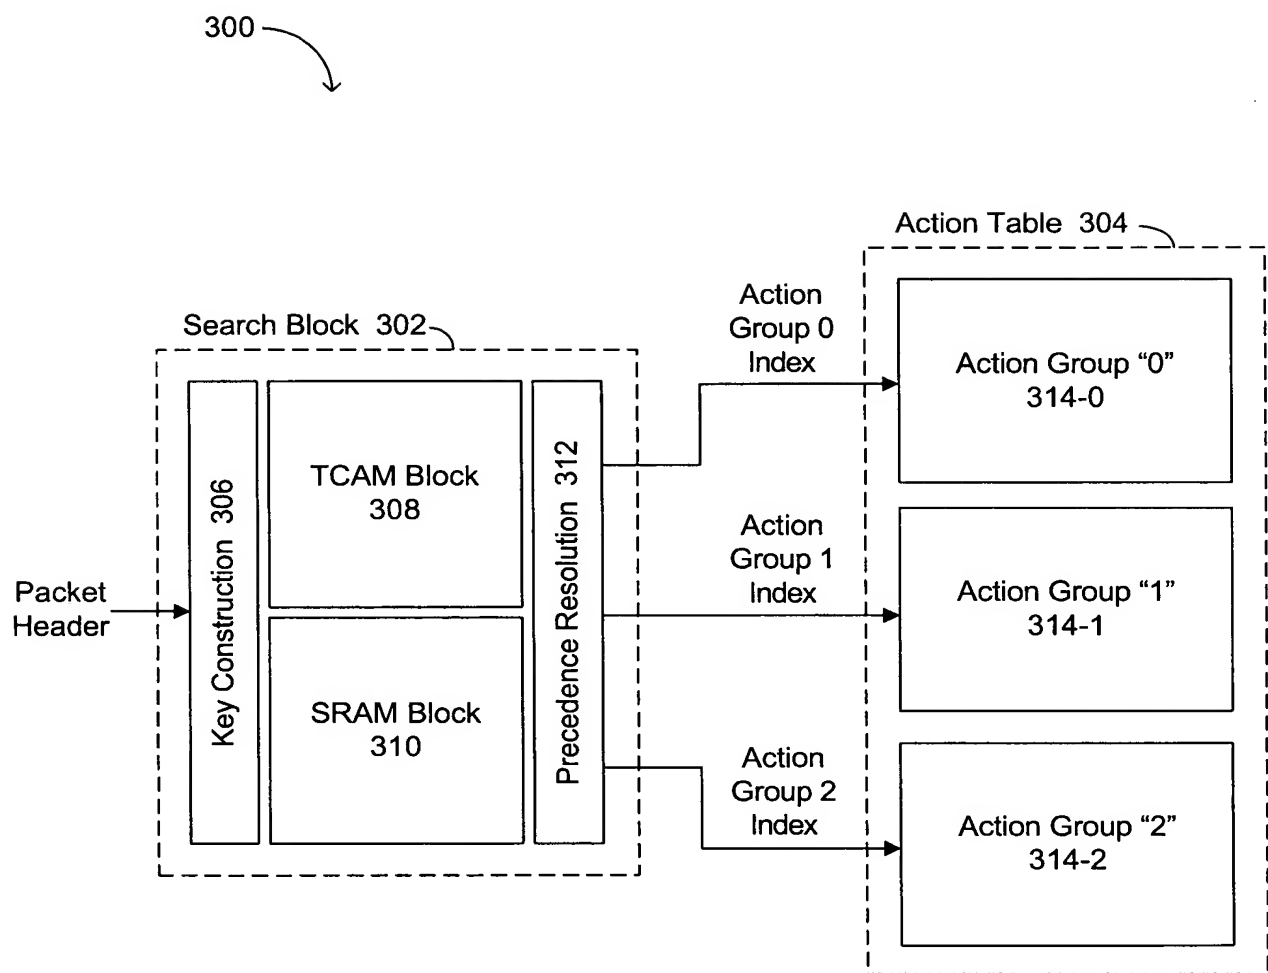 300
Action Table 304
Action
Group 0
Index
Search Block 302
Action Group “0”
314-0
Key Construction 306
TCAM Block
308
Precedence Resolution 312
Action
Group 1
Index
Action Group “1”
314-1
Packet
Header
SRAM Block
310
Action
Group 2
Index
Action Group “2”
314-2